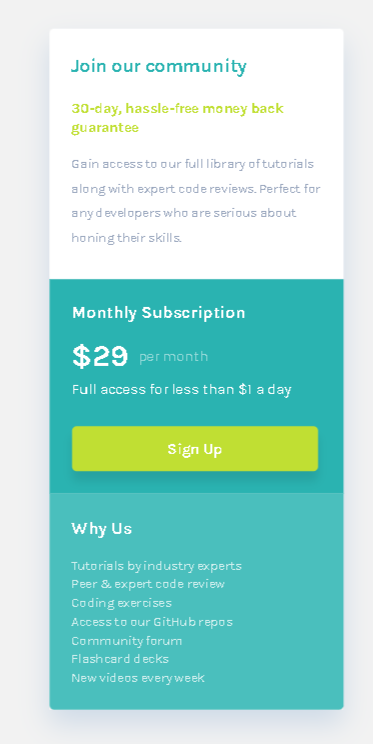 Join our community
30-day, hassle-free money back
guarantee
Gain access to our full library of tutorials
along with expert code reviews. Perfect for
any developers who are serious about
honing their skills.
Monthly Subscription
$29 per month
Full access for less than $1 a day
Sign Up
Why Us
Tutorials by industry experts
Peer & expert code review
Coding exercises
Access to our GitHub repos
Community forum
Flashcard decks
New videos every week